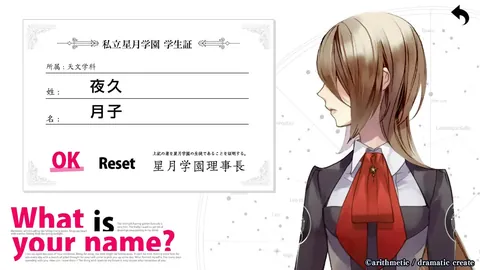 私立星月学園 学生証
所属：天文学科
姓： 夜久
名： 月子
上記の者を星月学園の生徒であることを証明する。
OK Reset 星月学園理事長
What is
your name?
©arithmetic / dramatic create